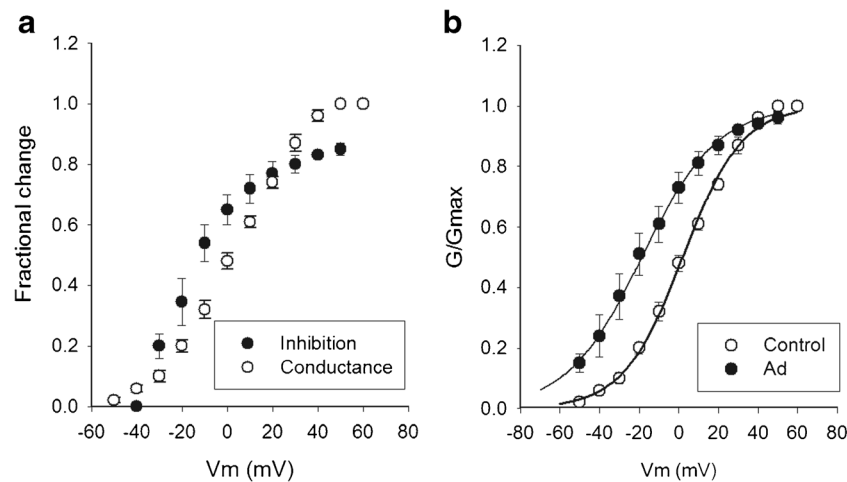 a
1.2
1.0
0.8
0.6
0.4
0.2
0.0
Fractional change
Inhibition
Conductance
-60 -40 -20 0 20 40 60 80
Vm (mV)
b
1.2
1.0
0.8
0.6
0.4
0.2
0.0
G/Gmax
Control
Ad
-80 -60 -40 -20 0 20 40 60 80
Vm (mV)